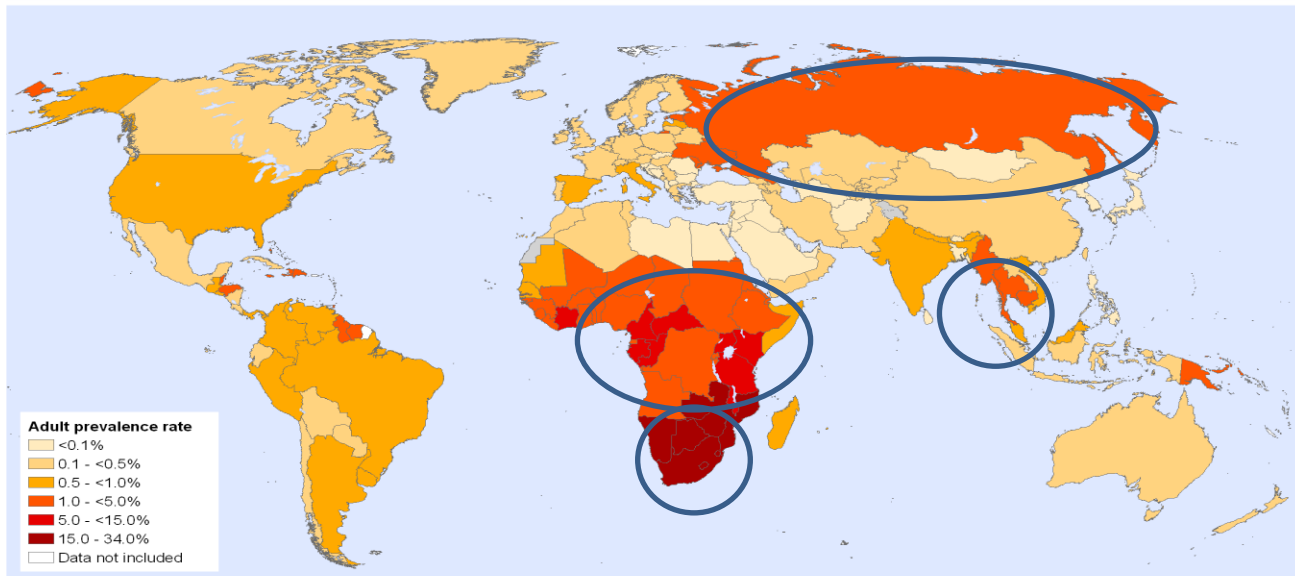 Adult prevalence rate
<0.1%
0.1 - <0.5%
0.5 - <1.0%
1.0 - <5.0%
5.0 - <15.0%
15.0 - 34.0%
Data not included